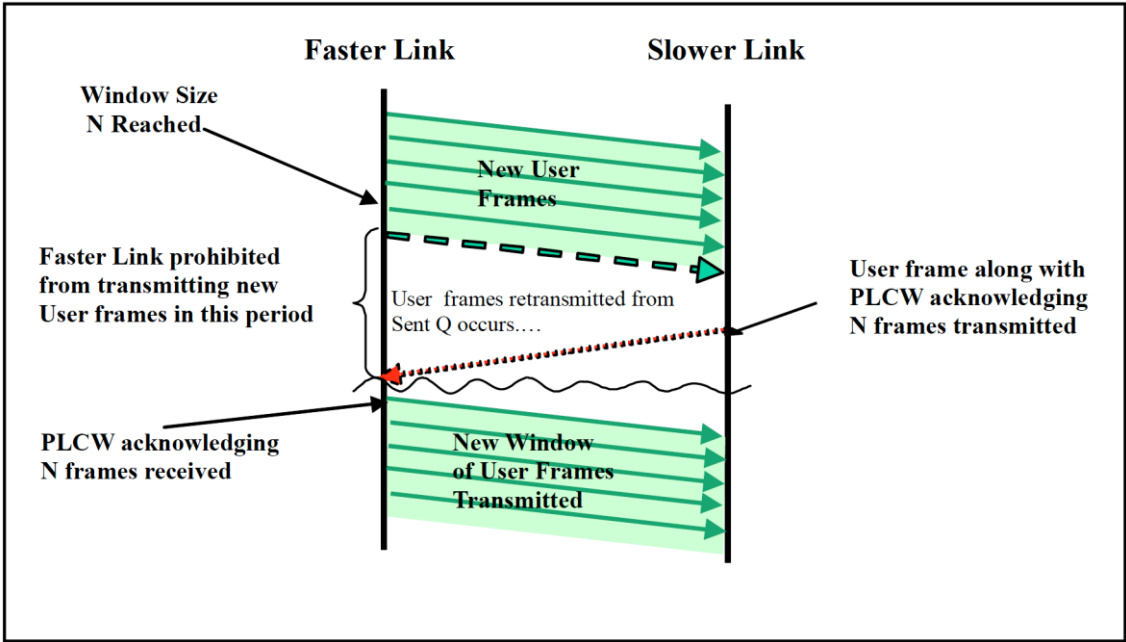 Faster Link
Slower Link
Window Size
N Reached
New User
Frames
Faster Link prohibited
from transmitting new
User frames in this period
User frames retransmitted from
Sent Q occurs.…
User frame along with
PLCW acknowledging
N frames transmitted
PLCW acknowledging
N frames received
New Window
of User Frames
Transmitted